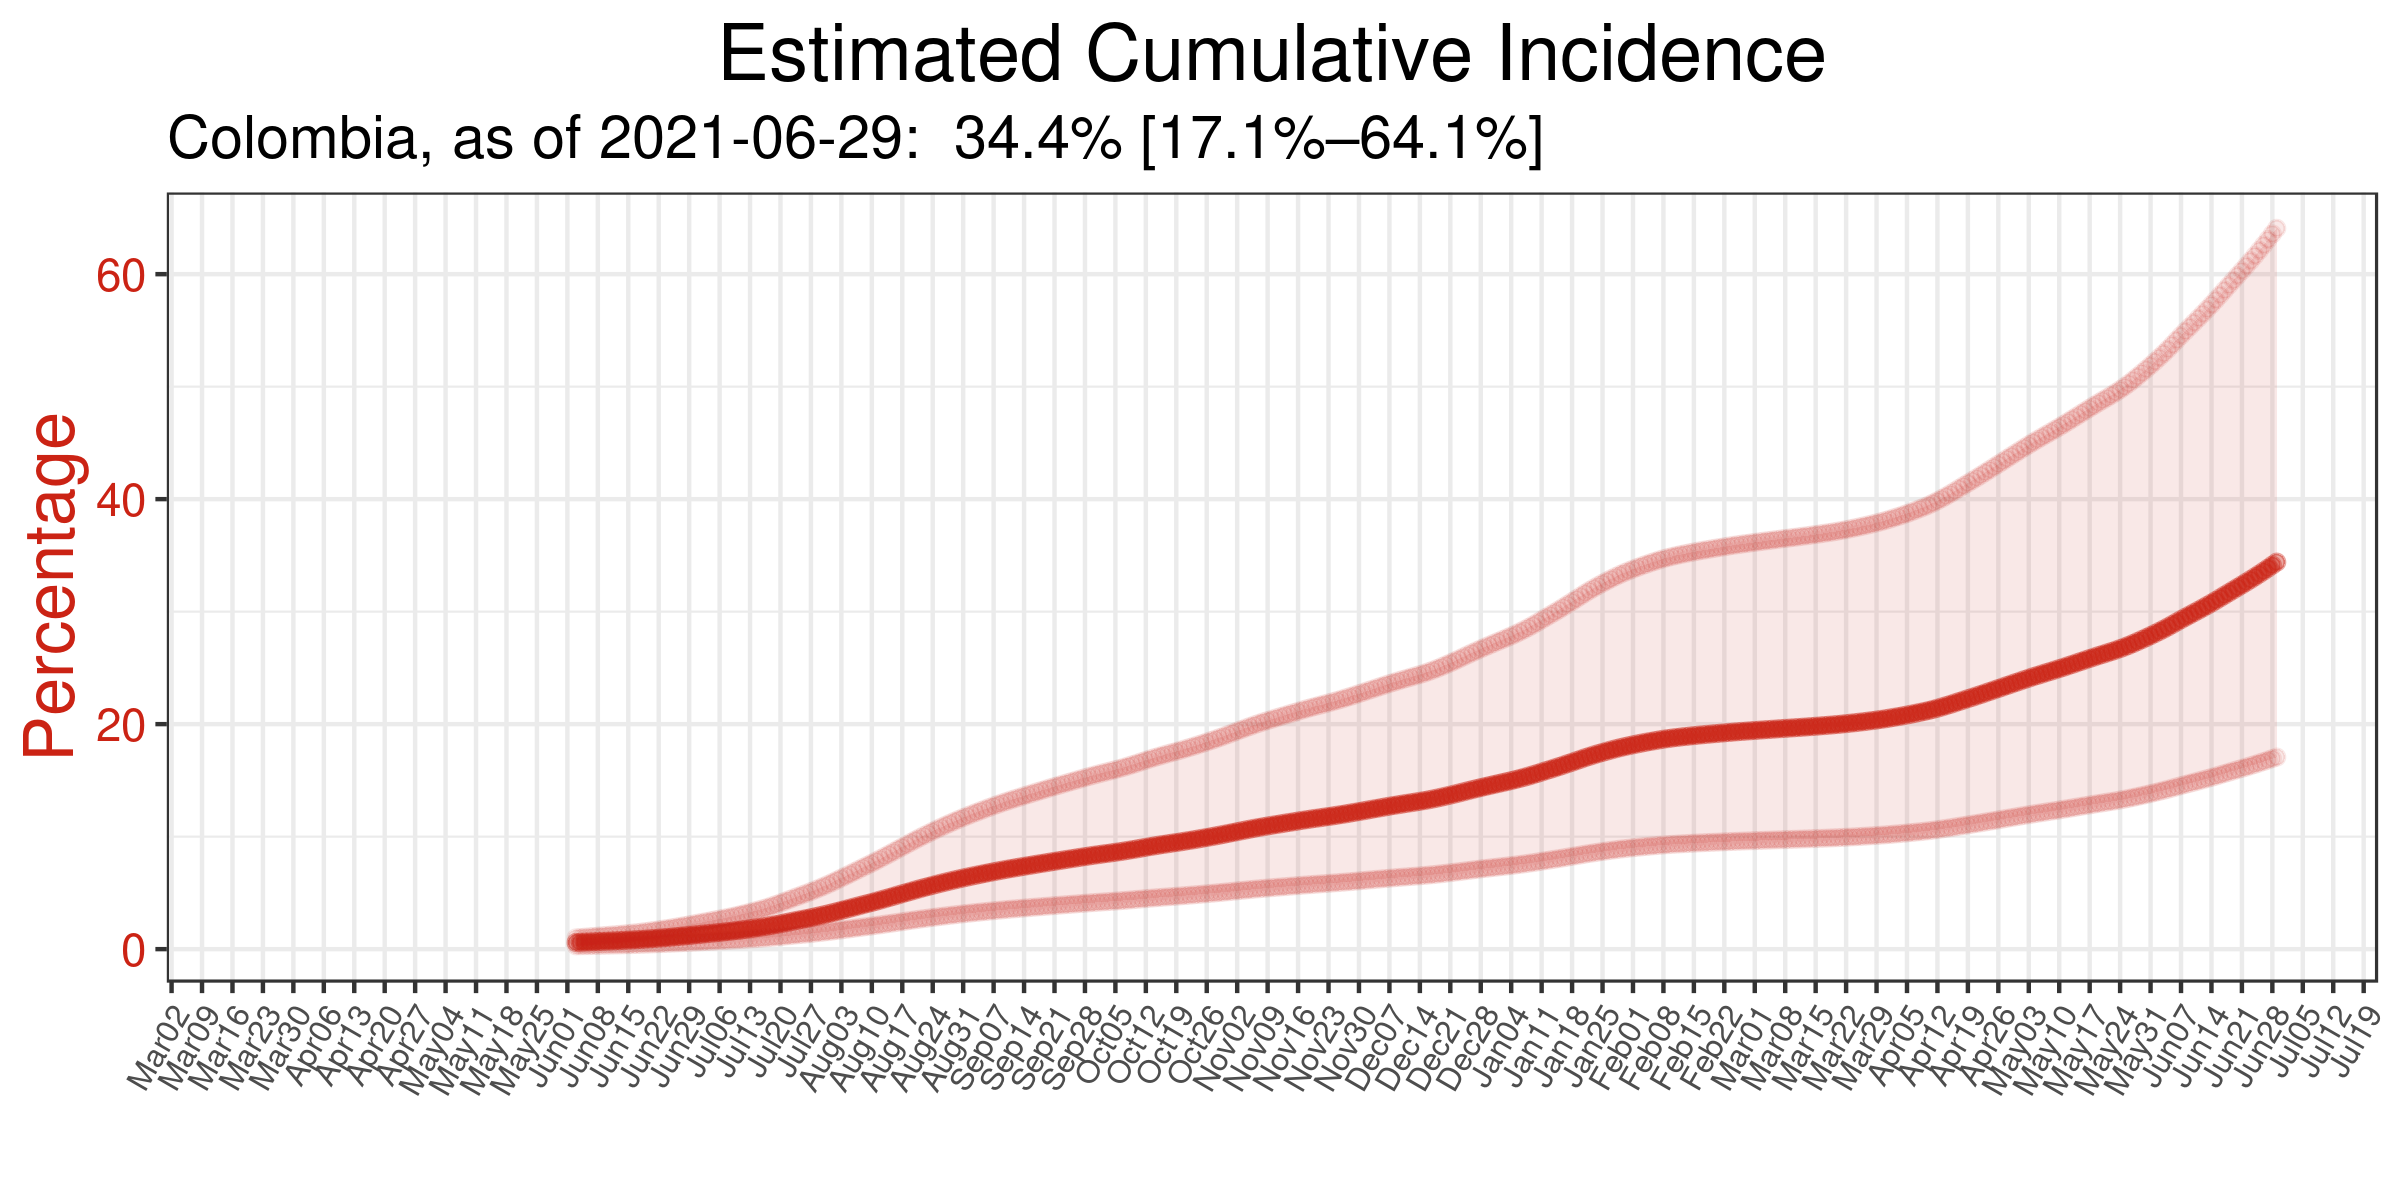 Estimated Cumulative Incidence
Colombia, as of 2021-06-29:  34.4% [17.1%–64.1%]
Percentage
60
40
20
0
Mar02
Mar09
Mar16
Mar23
Mar30
Apr06
Apr13
Apr20
Apr27
May04
May11
May18
May25
Jun01
Jun08
Jun15
Jun22
Jun29
Jul06
Jul13
Jul20
Jul27
Aug03
Aug10
Aug17
Aug24
Aug31
Sep07
Sep14
Sep21
Sep28
Oct05
Oct12
Oct19
Oct26
Nov02
Nov09
Nov16
Nov23
Nov30
Dec07
Dec14
Dec21
Dec28
Jan04
Jan11
Jan18
Jan25
Feb01
Feb08
Feb15
Feb22
Mar01
Mar08
Mar15
Mar22
Mar29
Apr05
Apr12
Apr19
Apr26
May03
May10
May17
May24
May31
Jun07
Jun14
Jun21
Jun28
Jul05
Jul12
Jul19